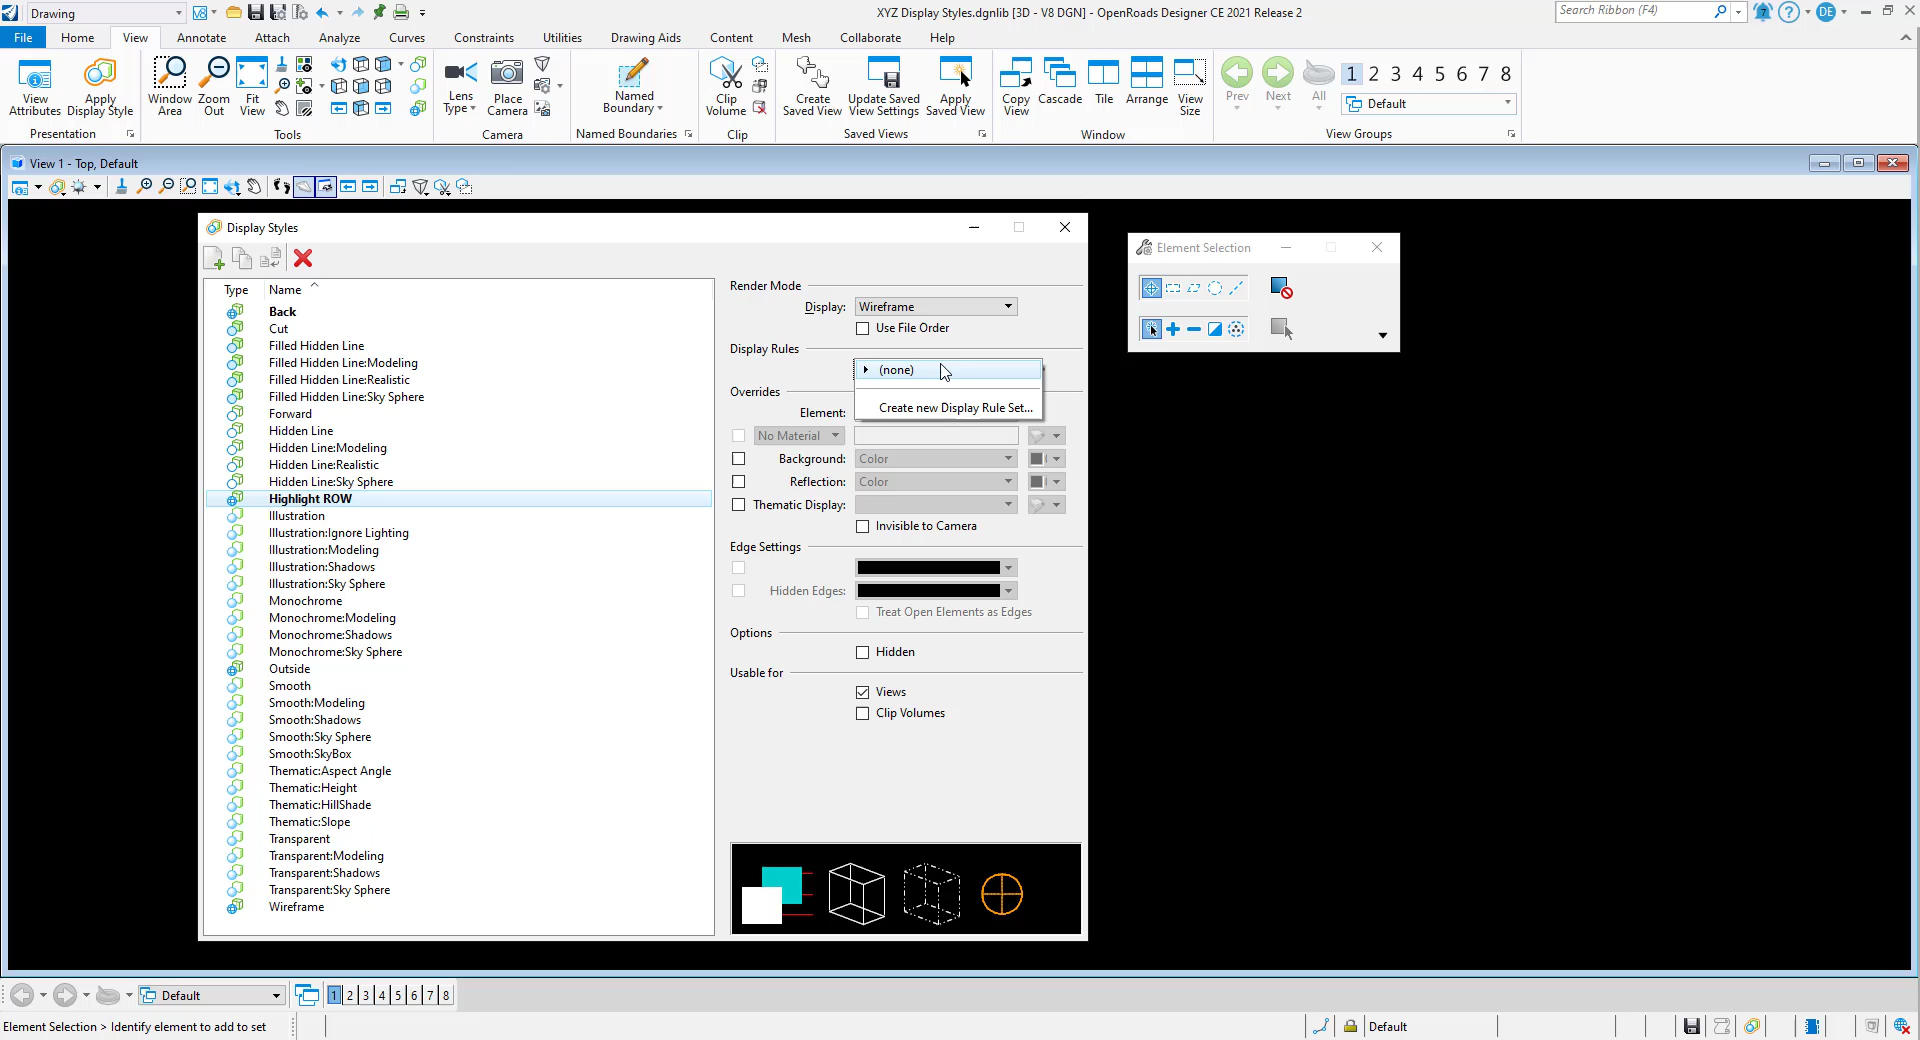 Drawing
XYZ Display Styles.dgnlib [3D - V8 DGN] - OpenRoads Designer CE 2021 Release 2
Search Ribbon (F4)
7
DE
File
Home
View
Annotate
Attach
Analyze
Curves
Constraints
Utilities
Drawing Aids
Content
Mesh
Collaborate
Help
View Attributes
Apply Display Style
Presentation
Window Area
Zoom Out
Fit View
Tools
Lens Type
Place Camera
Camera
Named Boundary
Named Boundaries
Clip Volume
Clip
Create Saved View
Update Saved View Settings
Apply Saved View
Saved Views
Copy View
Cascade
Tile
Arrange
View Size
Window
Prev
Next
All
1 2 3 4 5 6 7 8
Default
View Groups
View 1 - Top, Default
Display Styles
Type
Name
Back
Cut
Filled Hidden Line
Filled Hidden Line:Modeling
Filled Hidden Line:Realistic
Filled Hidden Line:Sky Sphere
Forward
Hidden Line
Hidden Line:Modeling
Hidden Line:Realistic
Hidden Line:Sky Sphere
Highlight ROW
Illustration
Illustration:Ignore Lighting
Illustration:Modeling
Illustration:Shadows
Illustration:Sky Sphere
Monochrome
Monochrome:Modeling
Monochrome:Shadows
Monochrome:Sky Sphere
Outside
Smooth
Smooth:Modeling
Smooth:Shadows
Smooth:Sky Sphere
Smooth:SkyBox
Thematic:Aspect Angle
Thematic:Height
Thematic:HillShade
Thematic:Slope
Transparent
Transparent:Modeling
Transparent:Shadows
Transparent:Sky Sphere
Wireframe
Render Mode
Display: Wireframe
Use File Order
Display Rules
(none)
Create new Display Rule Set...
Overrides
Element:
No Material
Background: Color
Reflection: Color
Thematic Display:
Invisible to Camera
Edge Settings
Hidden Edges:
Treat Open Elements as Edges
Options
Hidden
Usable for
Views
Clip Volumes
Element Selection
Default
1 2 3 4 5 6 7 8
Element Selection > Identify element to add to set
Default